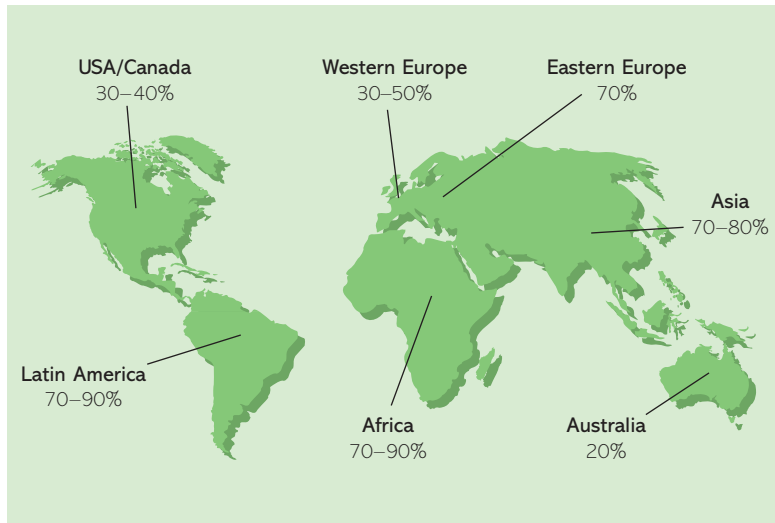 USA/Canada
30–40%
Western Europe
30–50%
Eastern Europe
70%
Asia
70–80%
Latin America
70–90%
Africa
70–90%
Australia
20%